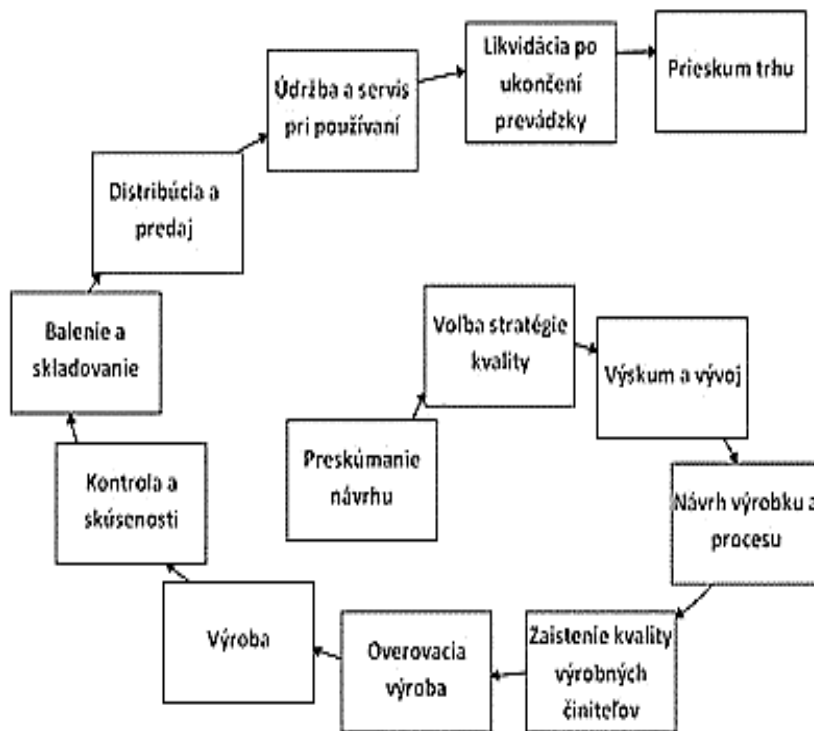 Likvidácia po
ukončení
prevádzky
Prieskum trhu
Údržba a servis
pri používaní
Distribúcia a
predaj
Balenie a
skladovanie
Voľba stratégie
kvality
Výskum a vývoj
Preskúmanie
návrhu
Kontrola a
skúsenosti
Návrh výrobku a
procesu
Výroba
Overovacia
výroba
Zaistenie kvality
výrobných
činiteľov